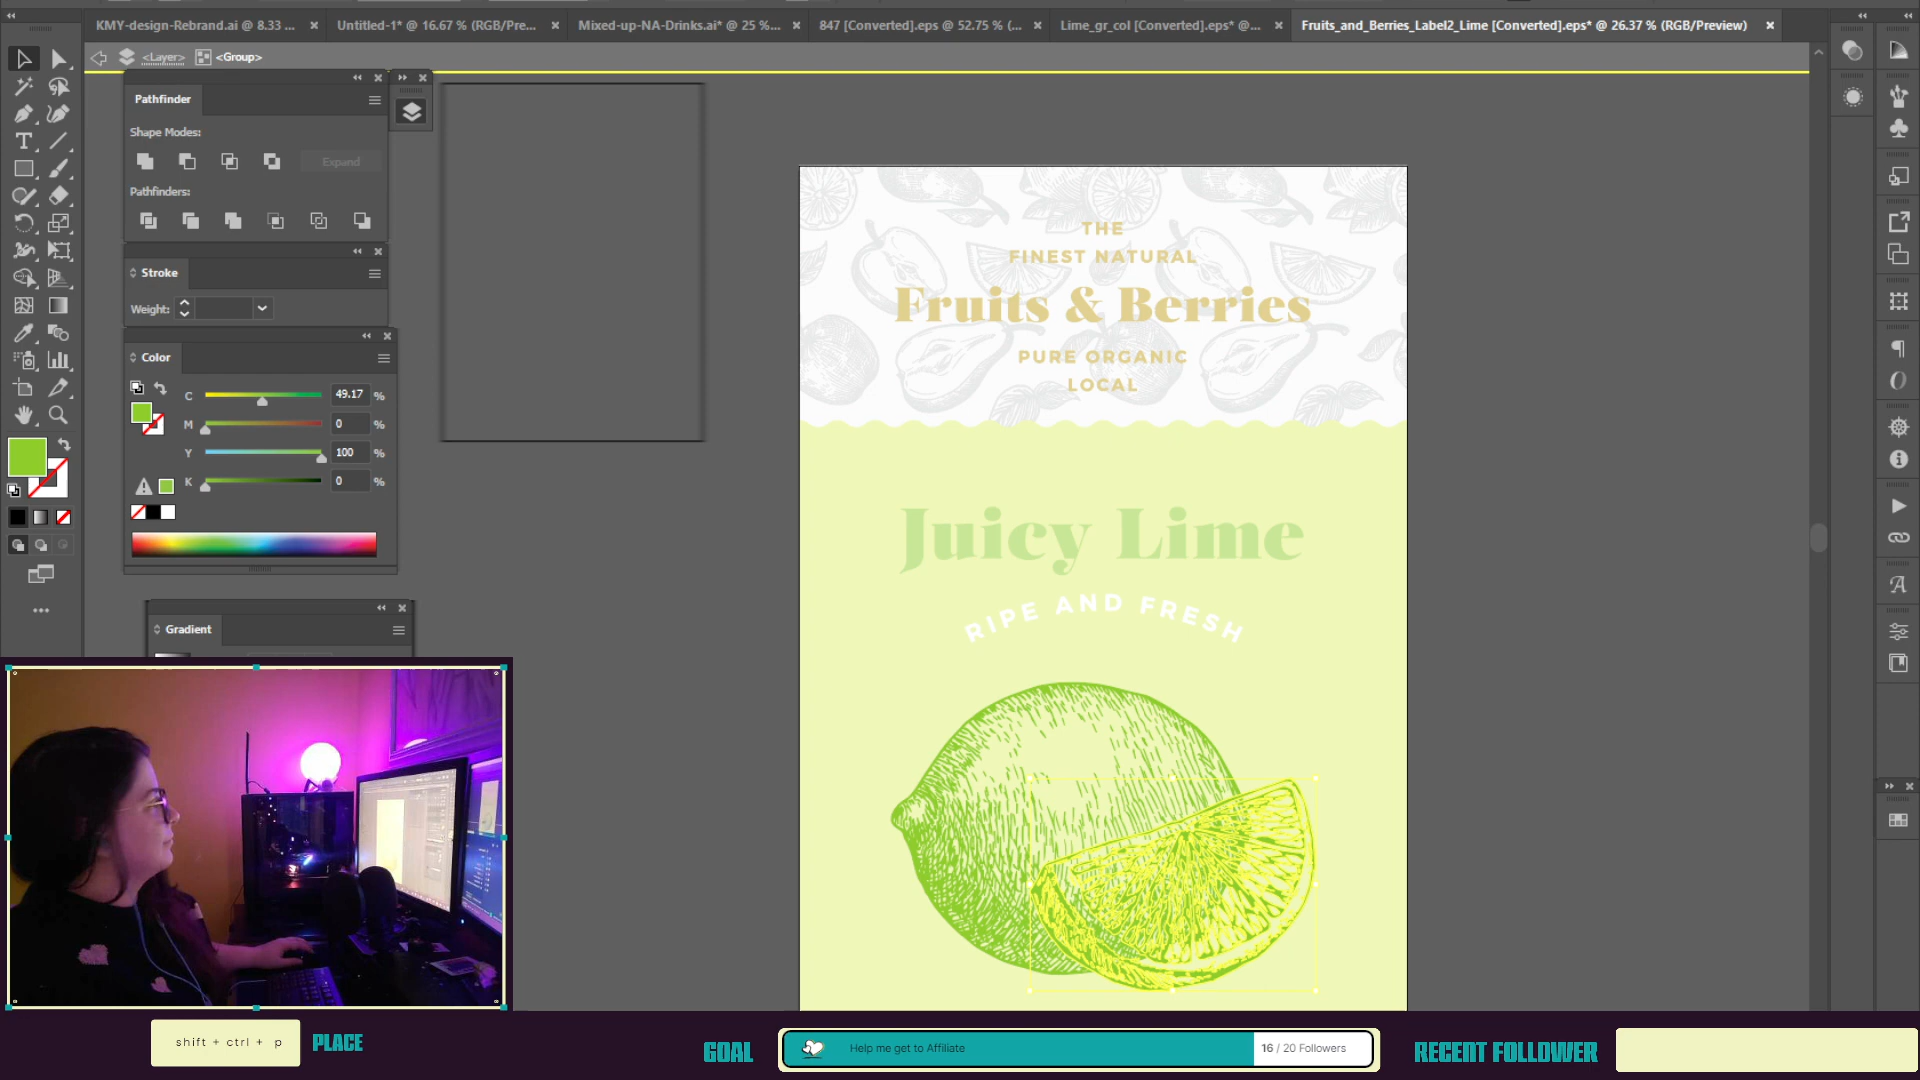 KMY-design-Rebrand.ai @ 8.33 ...
Untitled-1* @ 16.67 % (RGB/Pre...
Mixed-up-NA-Drinks.ai* @ 25 %...
847 [Converted].eps @ 52.75 % (...
Lime_gr_col [Converted].eps* @...
Fruits_and_Berries_Label2_Lime [Converted].eps* @ 26.37 % (RGB/Preview)
<Layer>
<Group>
Pathfinder
Shape Modes:
Expand
Pathfinders:
Stroke
Weight:
Color
C 49.17 %
M 0 %
Y 100 %
K 0 %
Gradient
THE
FINEST NATURAL
Fruits & Berries
PURE ORGANIC
LOCAL
Juicy Lime
RIPE AND FRESH
shift + ctrl + p
PLACE
GOAL
Help me get to Affiliate
16 / 20 Followers
RECENT FOLLOWER